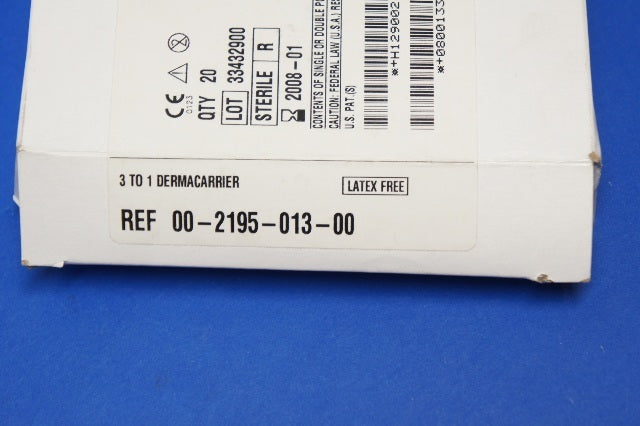 CE
0123
QTY 20
LOT 33432900
STERILE R
2008-01
CONTENTS OF SINGLE OR DOUBLE
CAUTION: FEDERAL LAW (U.S.A.)
U.S. PAT.(S)
*+H129002
*+0800133
3 TO 1 DERMACARRIER
LATEX FREE
REF 00-2195-013-00